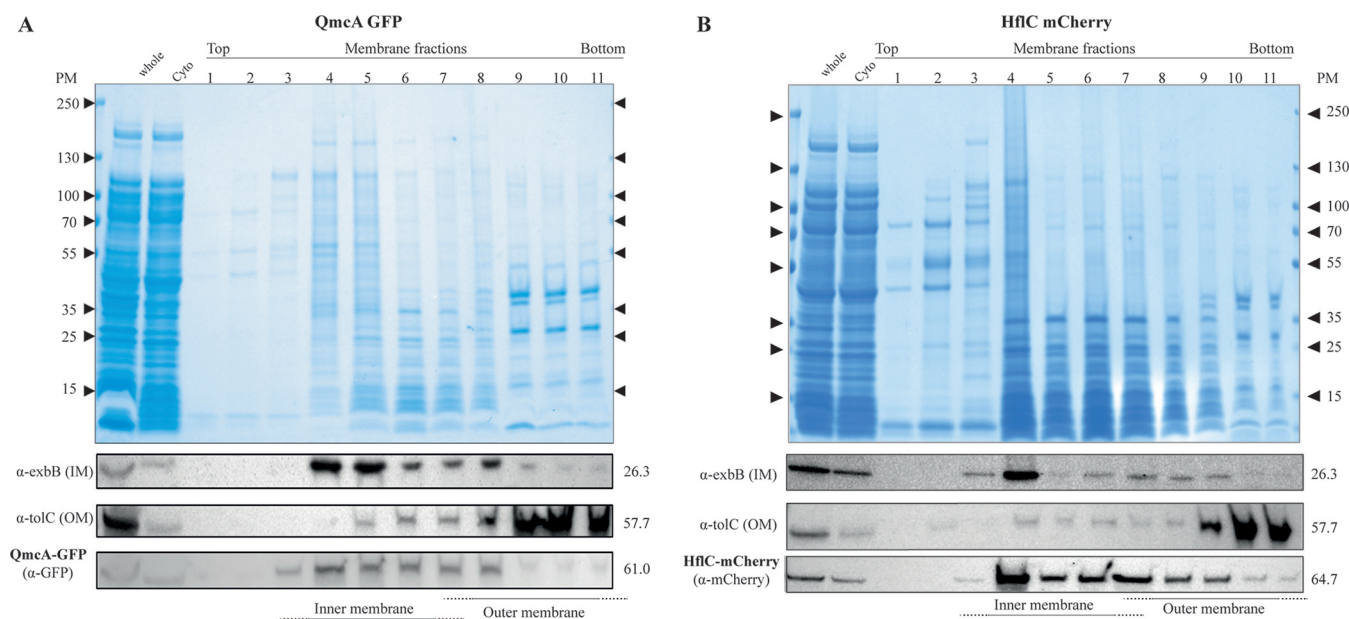 A
QmcA GFP
Top Membrane fractions Bottom
PM whole Cyto 1 2 3 4 5 6 7 8 9 10 11
250
130
100
70
55
35
25
15
α-exbB (IM) 26.3
α-tolC (OM) 57.7
QmcA-GFP
(α-GFP) 61.0
Inner membrane Outer membrane
B
HflC mCherry
Top Membrane fractions Bottom
whole Cyto 1 2 3 4 5 6 7 8 9 10 11 PM
250
130
100
70
55
35
25
15
α-exbB (IM) 26.3
α-tolC (OM) 57.7
HflC-mCherry
(α-mCherry) 64.7
Inner membrane Outer membrane